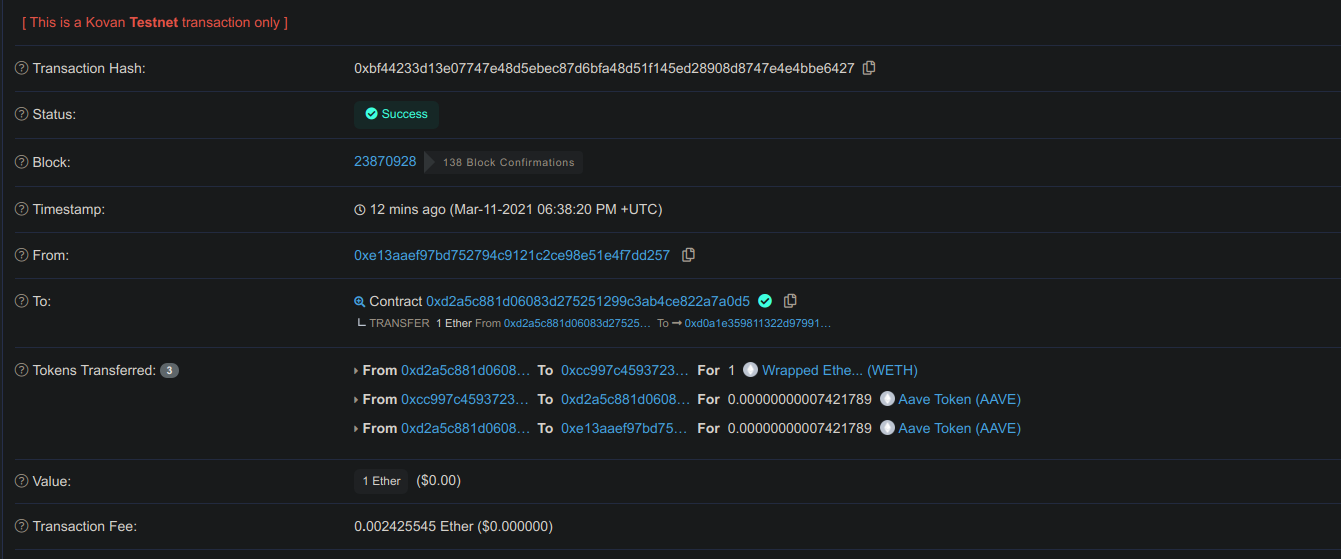 [ This is a Kovan Testnet transaction only ]
Transaction Hash: 0xbf44233d13e07747e48d5ebec87d6bfa48d51f145ed28908d8747e4e4bbe6427
Status: Success
Block: 23870928 138 Block Confirmations
Timestamp: 12 mins ago (Mar-11-2021 06:38:20 PM +UTC)
From: 0xe13aaef97bd752794c9121c2ce98e51e4f7dd257
To: Contract 0xd2a5c881d06083d275251299c3ab4ce822a7a0d5
TRANSFER 1 Ether From 0xd2a5c881d06083d27525... To → 0xd0a1e359811322d97991...
Tokens Transferred: 3 From 0xd2a5c881d0608... To 0xcc997c4593723... For 1 Wrapped Ethe... (WETH)
From 0xcc997c4593723... To 0xd2a5c881d0608... For 0.00000000007421789 Aave Token (AAVE)
From 0xd2a5c881d0608... To 0xe13aaef97bd75... For 0.00000000007421789 Aave Token (AAVE)
Value: 1 Ether ($0.00)
Transaction Fee: 0.002425545 Ether ($0.000000)